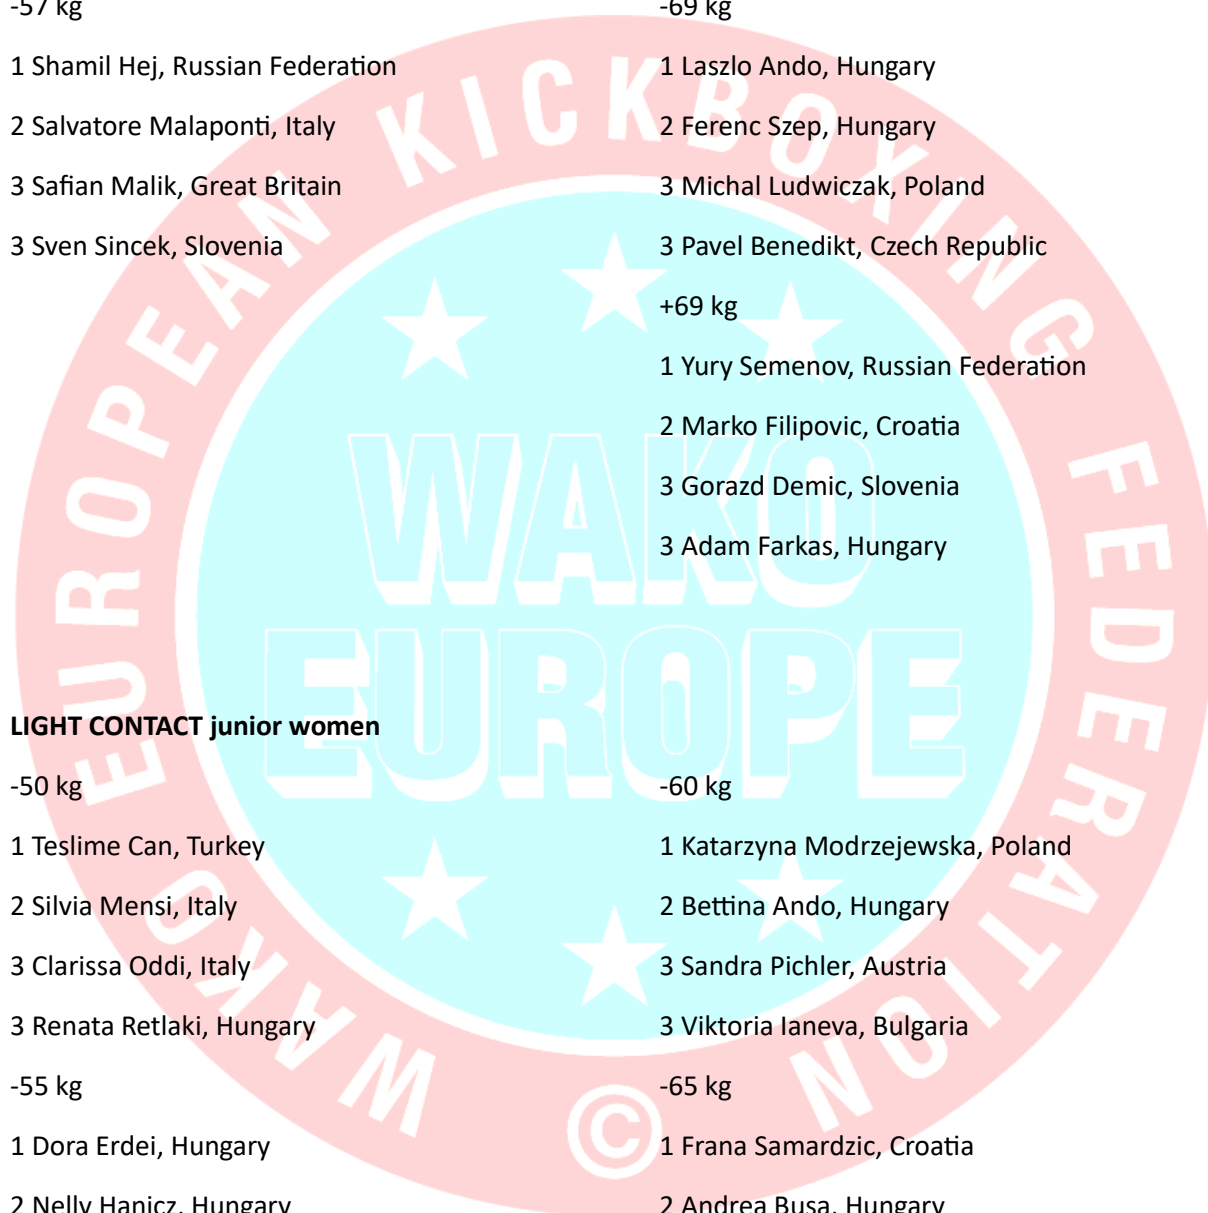 -57 kg
1 Shamil Hej, Russian Federation
2 Salvatore Malaponti, Italy
3 Safian Malik, Great Britain
3 Sven Sincek, Slovenia
-69 kg
1 Laszlo Ando, Hungary
2 Ferenc Szep, Hungary
3 Michal Ludwiczak, Poland
3 Pavel Benedikt, Czech Republic
+69 kg
1 Yury Semenov, Russian Federation
2 Marko Filipovic, Croatia
3 Gorazd Demic, Slovenia
3 Adam Farkas, Hungary
LIGHT CONTACT junior women
-50 kg
1 Teslime Can, Turkey
2 Silvia Mensi, Italy
3 Clarissa Oddi, Italy
3 Renata Retlaki, Hungary
-55 kg
1 Dora Erdei, Hungary
2 Nelly Hanicz, Hungary
-60 kg
1 Katarzyna Modrzejewska, Poland
2 Bettina Ando, Hungary
3 Sandra Pichler, Austria
3 Viktoria Ianeva, Bulgaria
-65 kg
1 Frana Samardzic, Croatia
2 Andrea Busa, Hungary
WAKO EUROPEAN KICKBOXING FEDERATION
WAKO
EUROPE
©